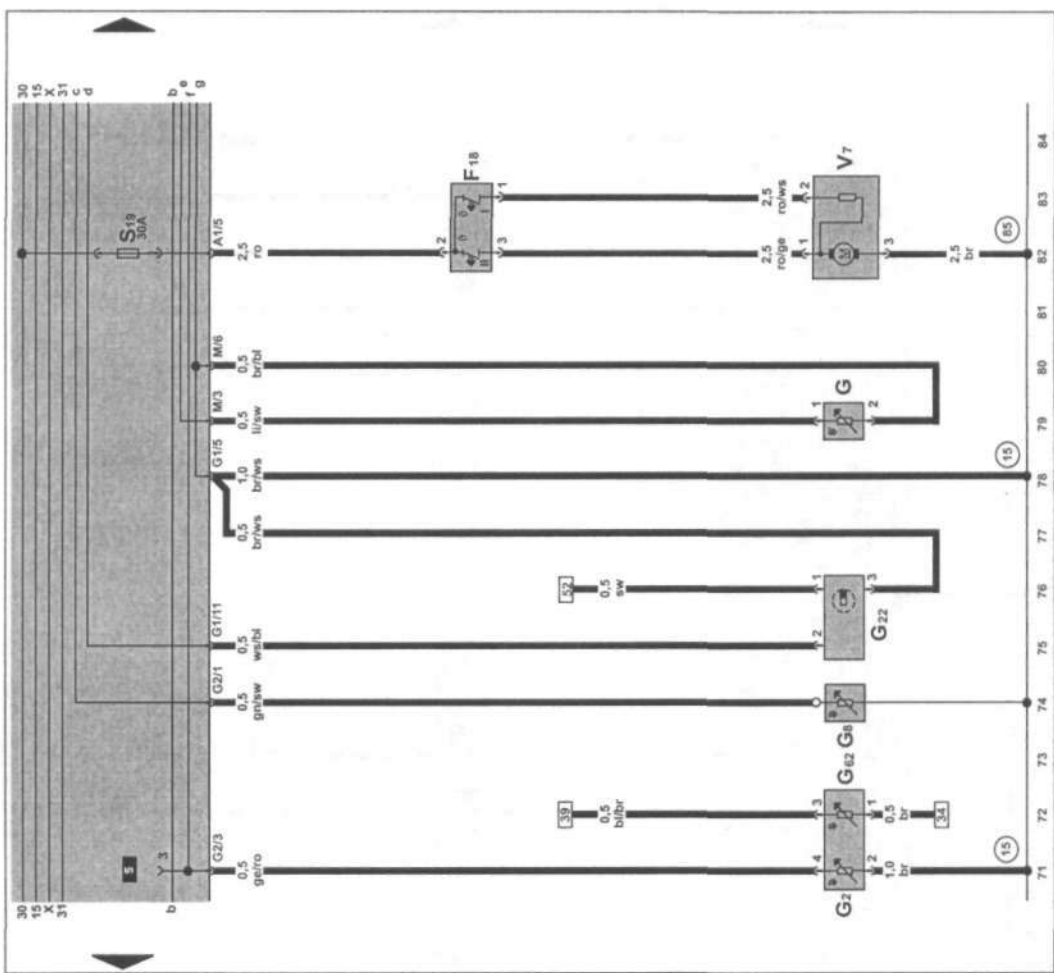 30
15
X
31
c
d
b
e
f
g
30
15
X
31
b
5
3
S19
30A
G2/3
G2/1
G1/11
G1/5
M/3
M/6
A1/5
0,5
ge/ro
0,5
gn/sw
0,5
ws/bl
0,5
br/ws
1,0
br/ws
0,5
li/sw
0,5
br/bl
2,5
ro
2
F18
3
1
39
0,5
bl/br
52
0,5
sw
2,5
ro/ge
2,5
ro/ws
4
3
2
1
1
1
2
G2
G62
G8
G22
G
M
V7
2
1
3
2
3
1,0
br
0,5
br
34
2,5
br
15
15
85
71
72
73
74
75
76
77
78
79
80
81
82
83
84